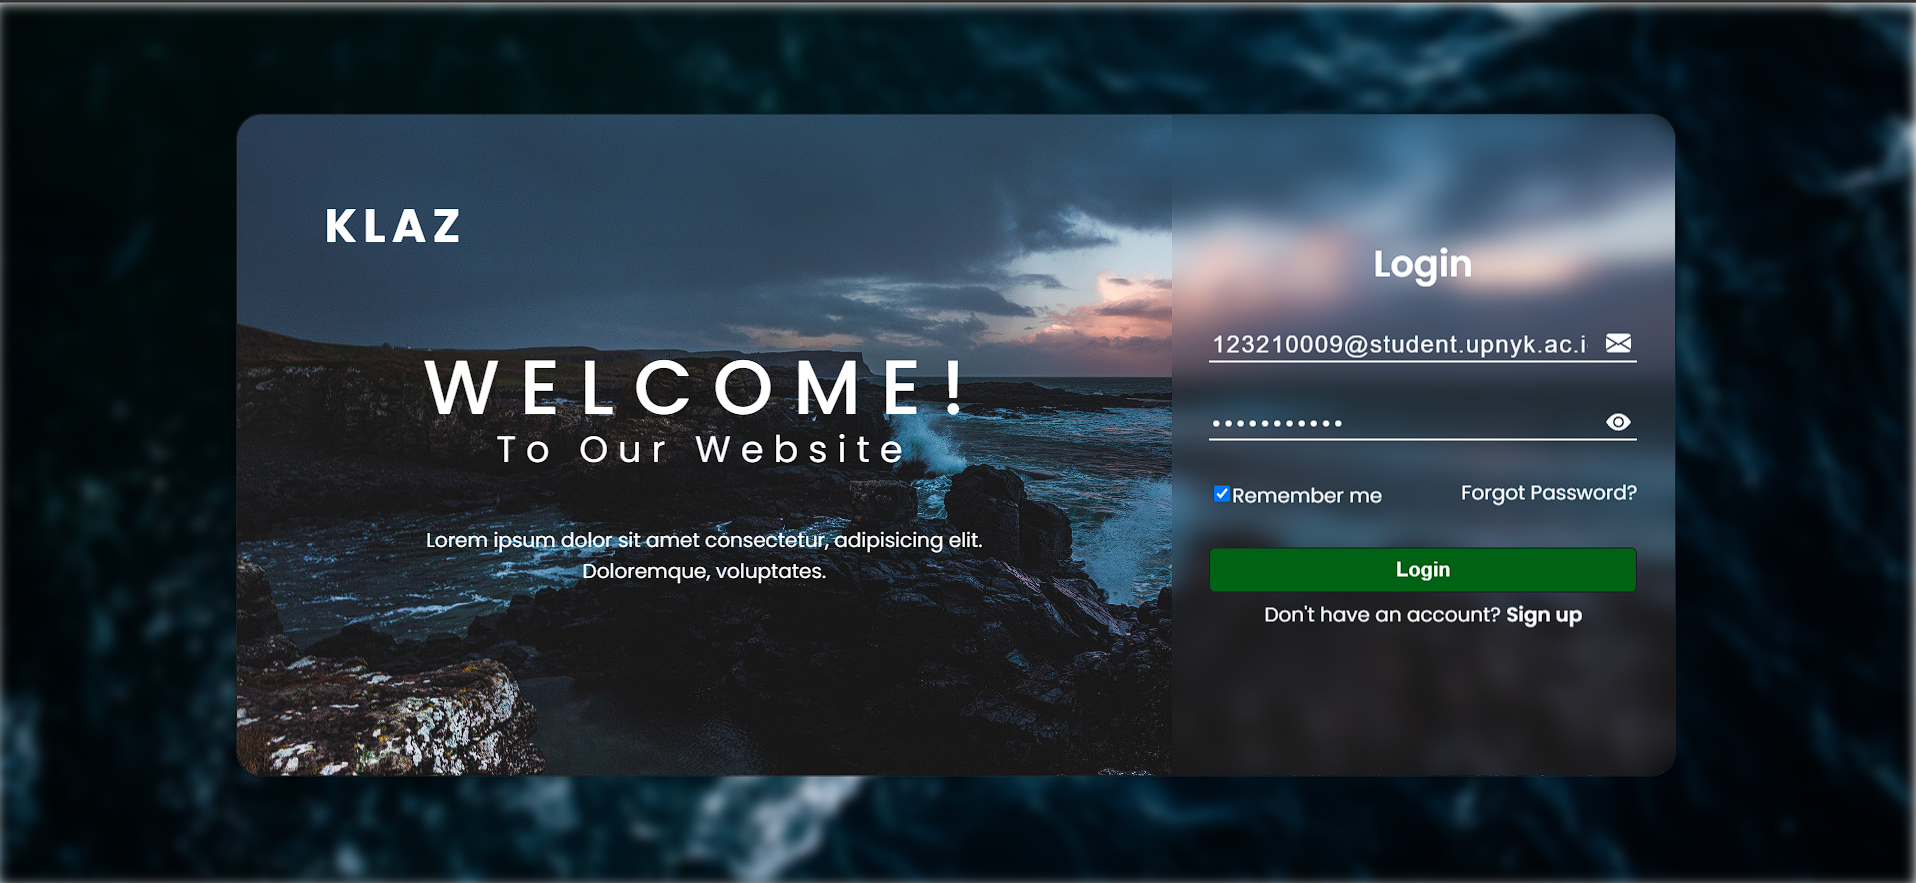 KLAZ
WELCOME!
To Our Website
Lorem ipsum dolor sit amet consectetur, adipisicing elit.
Doloremque, voluptates.
Login
123210009@student.upnyk.ac.i
Remember me
Forgot Password?
Login
Don't have an account? Sign up